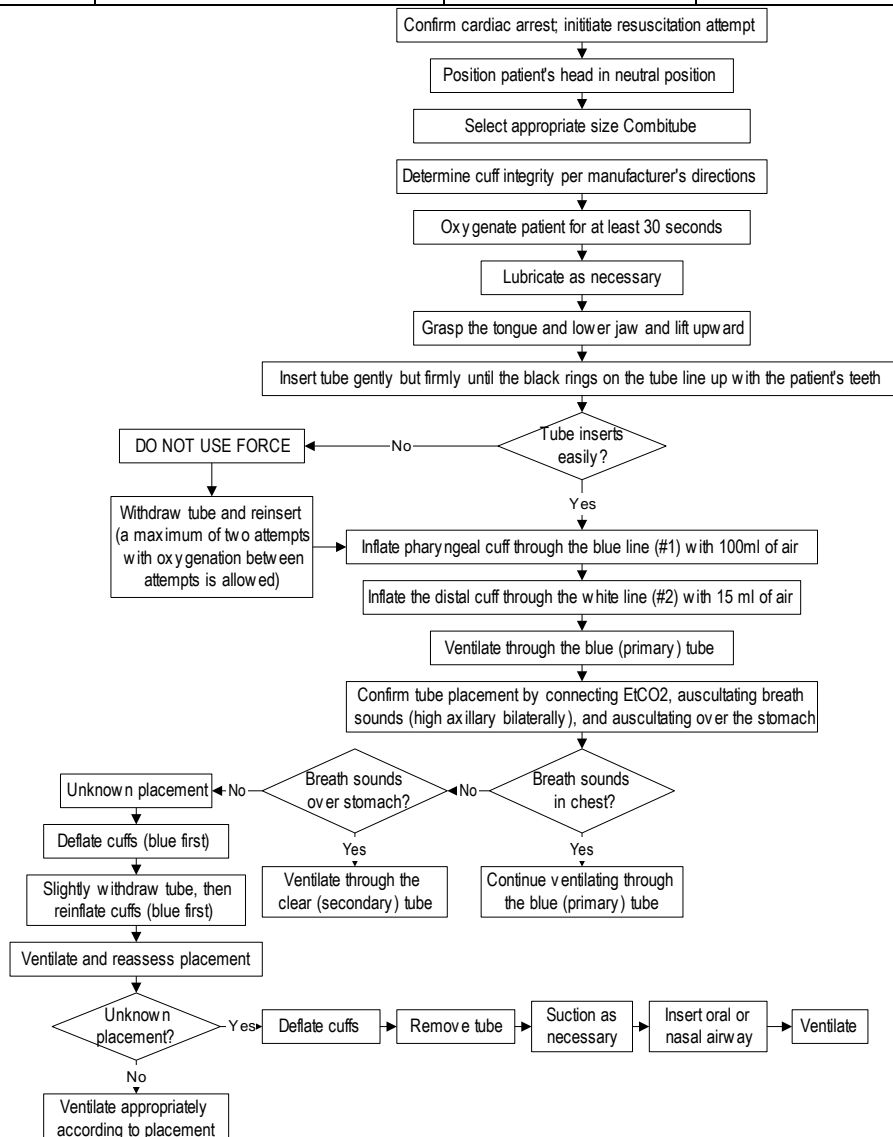 Confirm cardiac arrest; inititiate resuscitation attempt
Position patient's head in neutral position
Select appropriate size Combitube
Determine cuff integrity per manufacturer's directions
Oxygenate patient for at least 30 seconds
Lubricate as necessary
Grasp the tongue and lower jaw and lift upward
Insert tube gently but firmly until the black rings on the tube line up with the patient's teeth
Tube inserts
easily?
No
DO NOT USE FORCE
Yes
Withdraw tube and reinsert
(a maximum of two attempts
with oxygenation between
attempts is allowed)
Inflate pharyngeal cuff through the blue line (#1) with 100ml of air
Inflate the distal cuff through the white line (#2) with 15 ml of air
Ventilate through the blue (primary) tube
Confirm tube placement by connecting EtCO2, auscultating breath
sounds (high axillary bilaterally), and auscultating over the stomach
Breath sounds
in chest?
No
Breath sounds
over stomach?
No
Unknown placement
Yes
Yes
Continue ventilating through
the blue (primary) tube
Ventilate through the
clear (secondary) tube
Deflate cuffs (blue first)
Slightly withdraw tube, then
reinflate cuffs (blue first)
Ventilate and reassess placement
Unknown
placement?
Yes
Deflate cuffs
Remove tube
Suction as
necessary
Insert oral or
nasal airway
Ventilate
No
Ventilate appropriately
according to placement